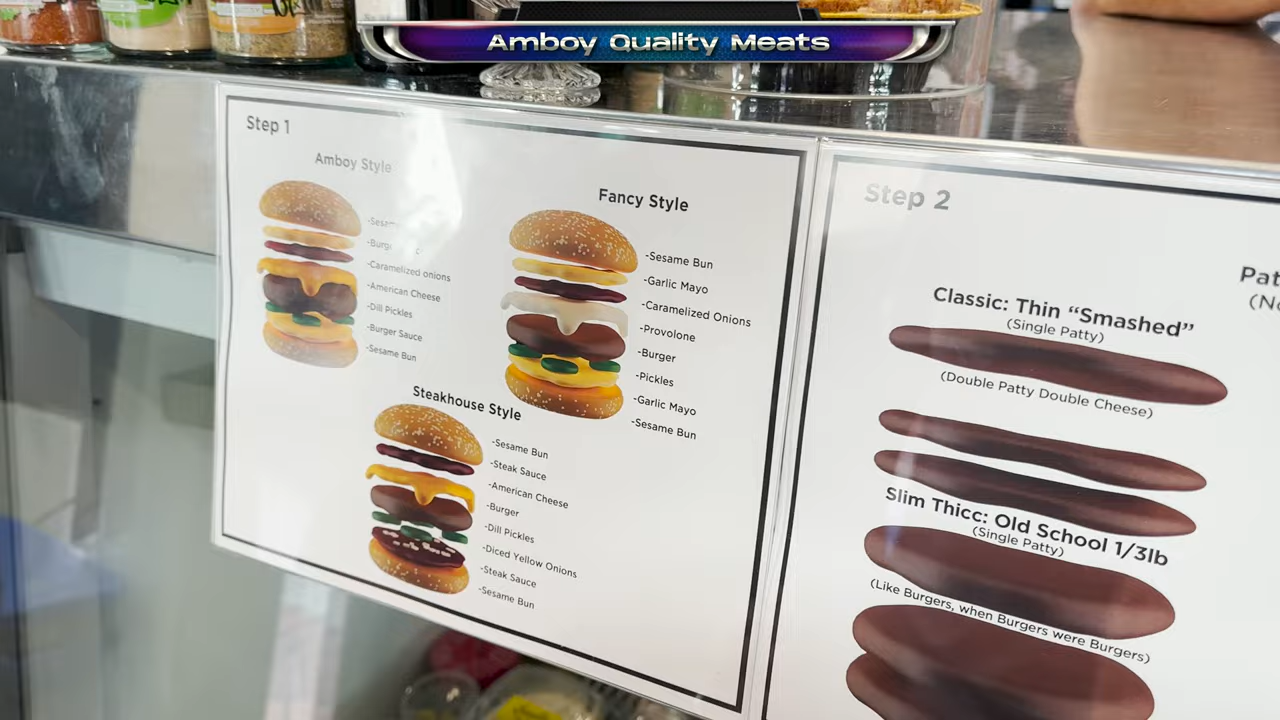 Amboy Quality Meats
Step 1
Amboy Style
-Caramelized onions
-American Cheese
-Dill Pickles
-Burger Sauce
-Sesame Bun
Fancy Style
-Sesame Bun
-Garlic Mayo
-Caramelized Onions
-Provolone
-Burger
-Pickles
-Garlic Mayo
-Sesame Bun
Steakhouse Style
-Sesame Bun
-Steak Sauce
-American Cheese
-Burger
-Dill Pickles
-Diced Yellow Onions
-Steak Sauce
-Sesame Bun
Step 2
Classic: Thin “Smashed”
(Single Patty)
(Double Patty Double Cheese)
Slim Thicc: Old School 1/3lb
(Single Patty)
(Like Burgers, when Burgers were Burgers)